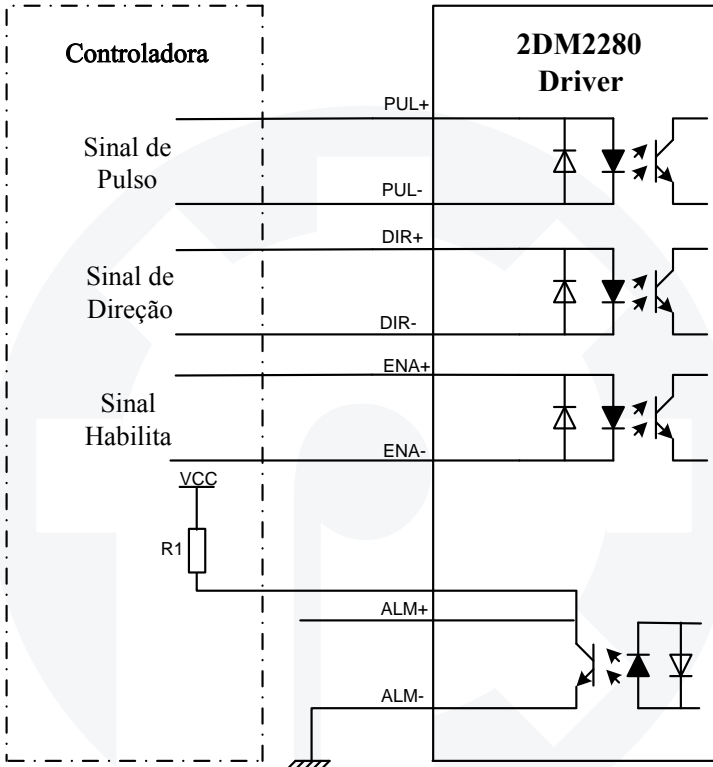 Controladora
2DM2280
Driver
PUL+
Sinal de
Pulso
PUL-
DIR+
Sinal de
Direção
DIR-
ENA+
Sinal
Habilita
ENA-
VCC
R1
ALM+
ALM-